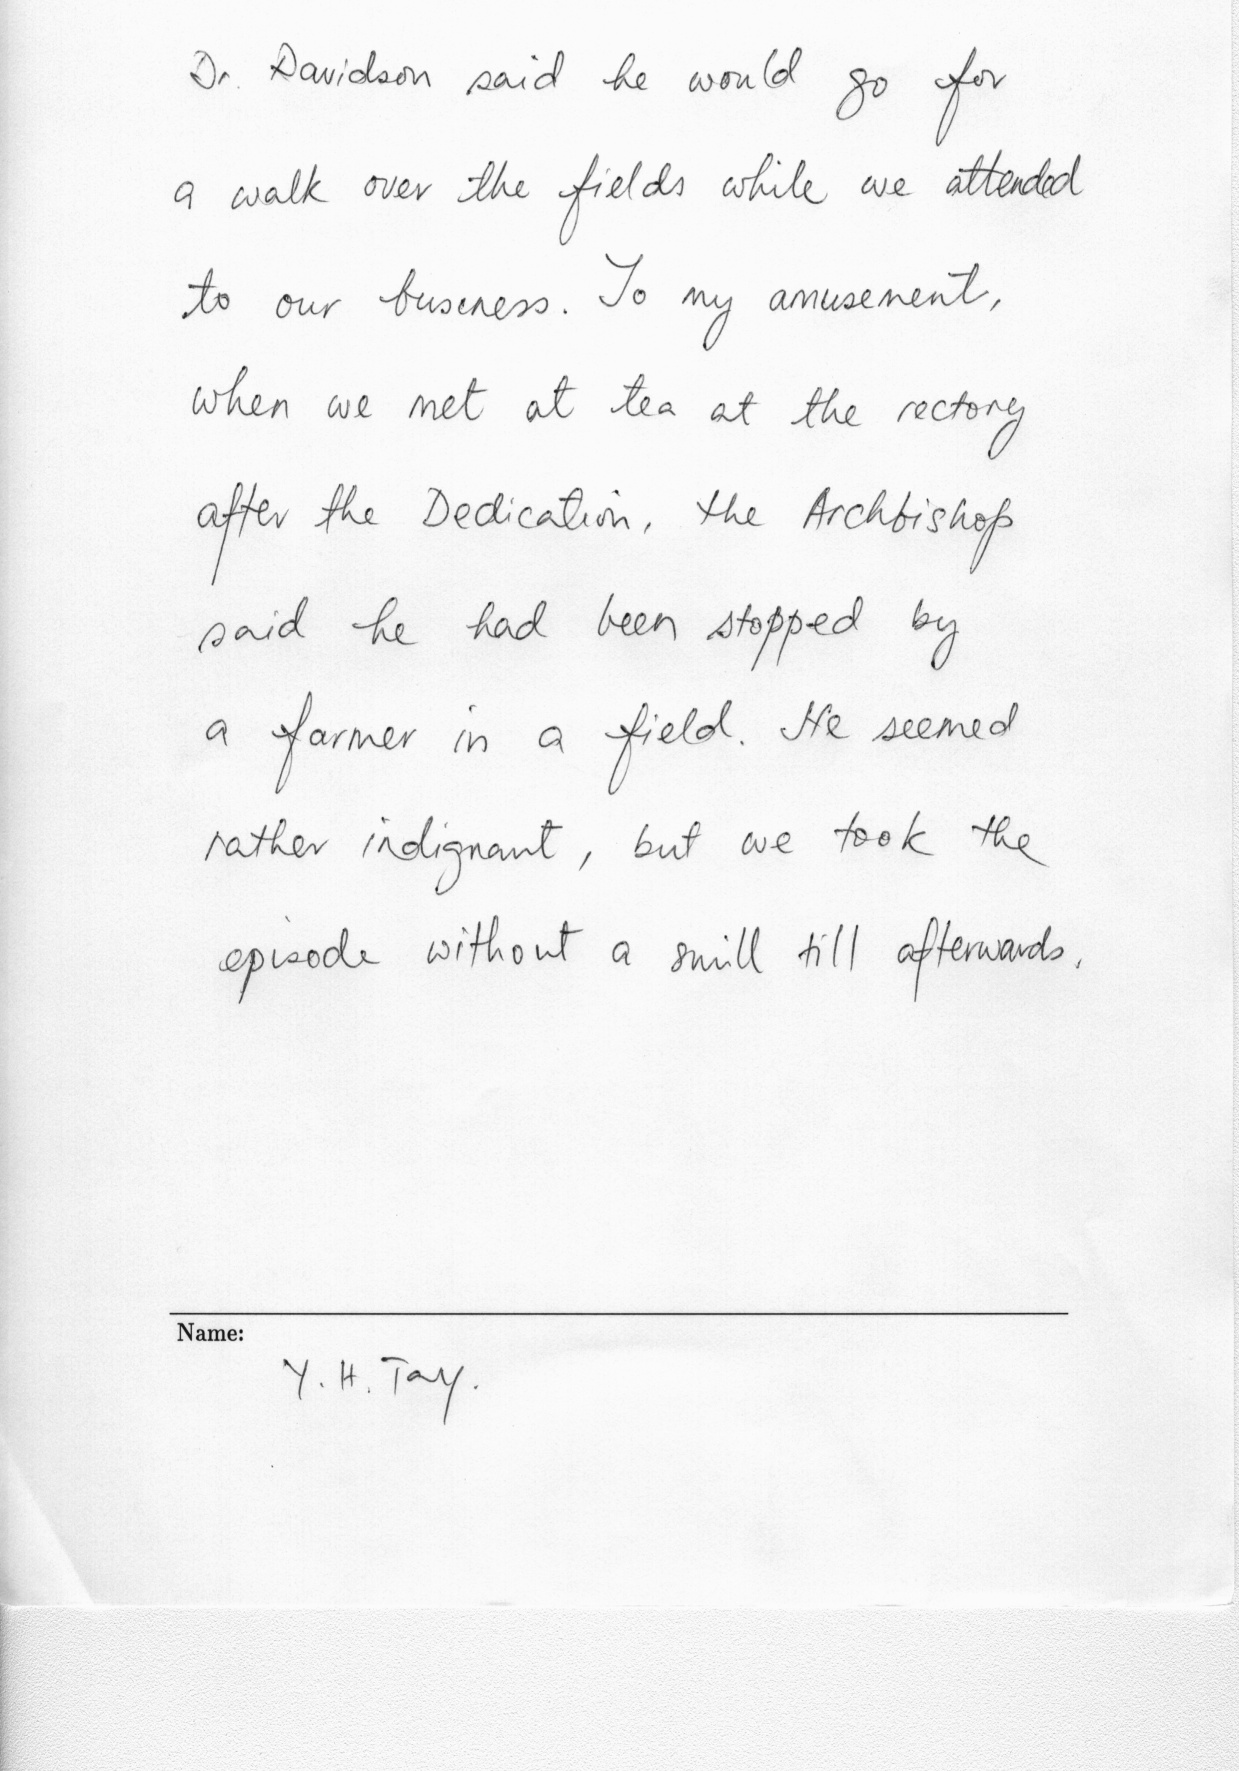 Dr. Davidson said he would go for
a walk over the fields while we attended
to our business. To my amusement,
when we met at tea at the rectory
after the Dedication, the Archbishop
said he had been stopped by
a farmer in a field. He seemed
rather indignant, but we took the
episode without a smill till afterwards.
Name:
Y. H. Tay.